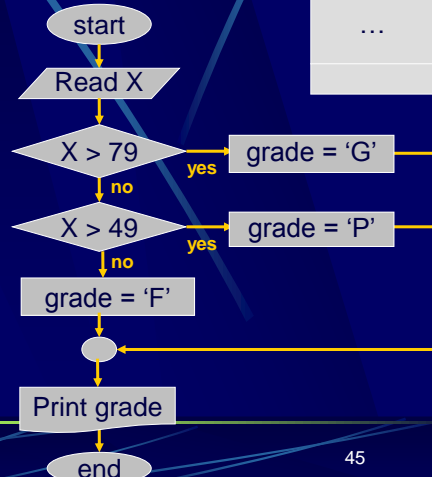 start
…
Read X
X > 79
yes
grade = ‘G’
no
X > 49
yes
grade = ‘P’
no
grade = ‘F’
Print grade
end
45